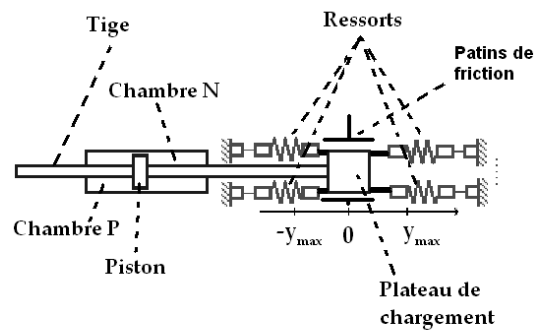 Ressorts
Tige
Patins de
friction
Chambre N
Chambre P
Piston
-ymax
0
ymax
Plateau de
chargement